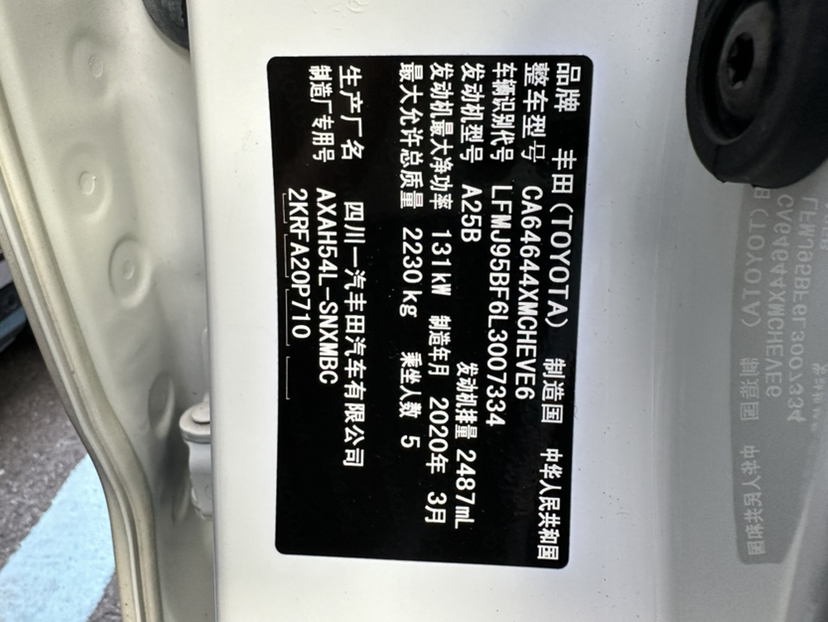 品牌 丰田(TOYOTA) 制造国 中华人民共和国
整车型号 CA64644XMCHEVE6
车辆识别代号 LFMJ95BF6L3007334
发动机型号 A25B 发动机排量 2487mL
发动机最大净功率 131kW 制造年月 2020年 3月
最大允许总质量 2230kg 乘坐人数 5
生产厂名 四川一汽丰田汽车有限公司
制造厂专用号 AXAH54L-SNXMBC
2KRFA20P710